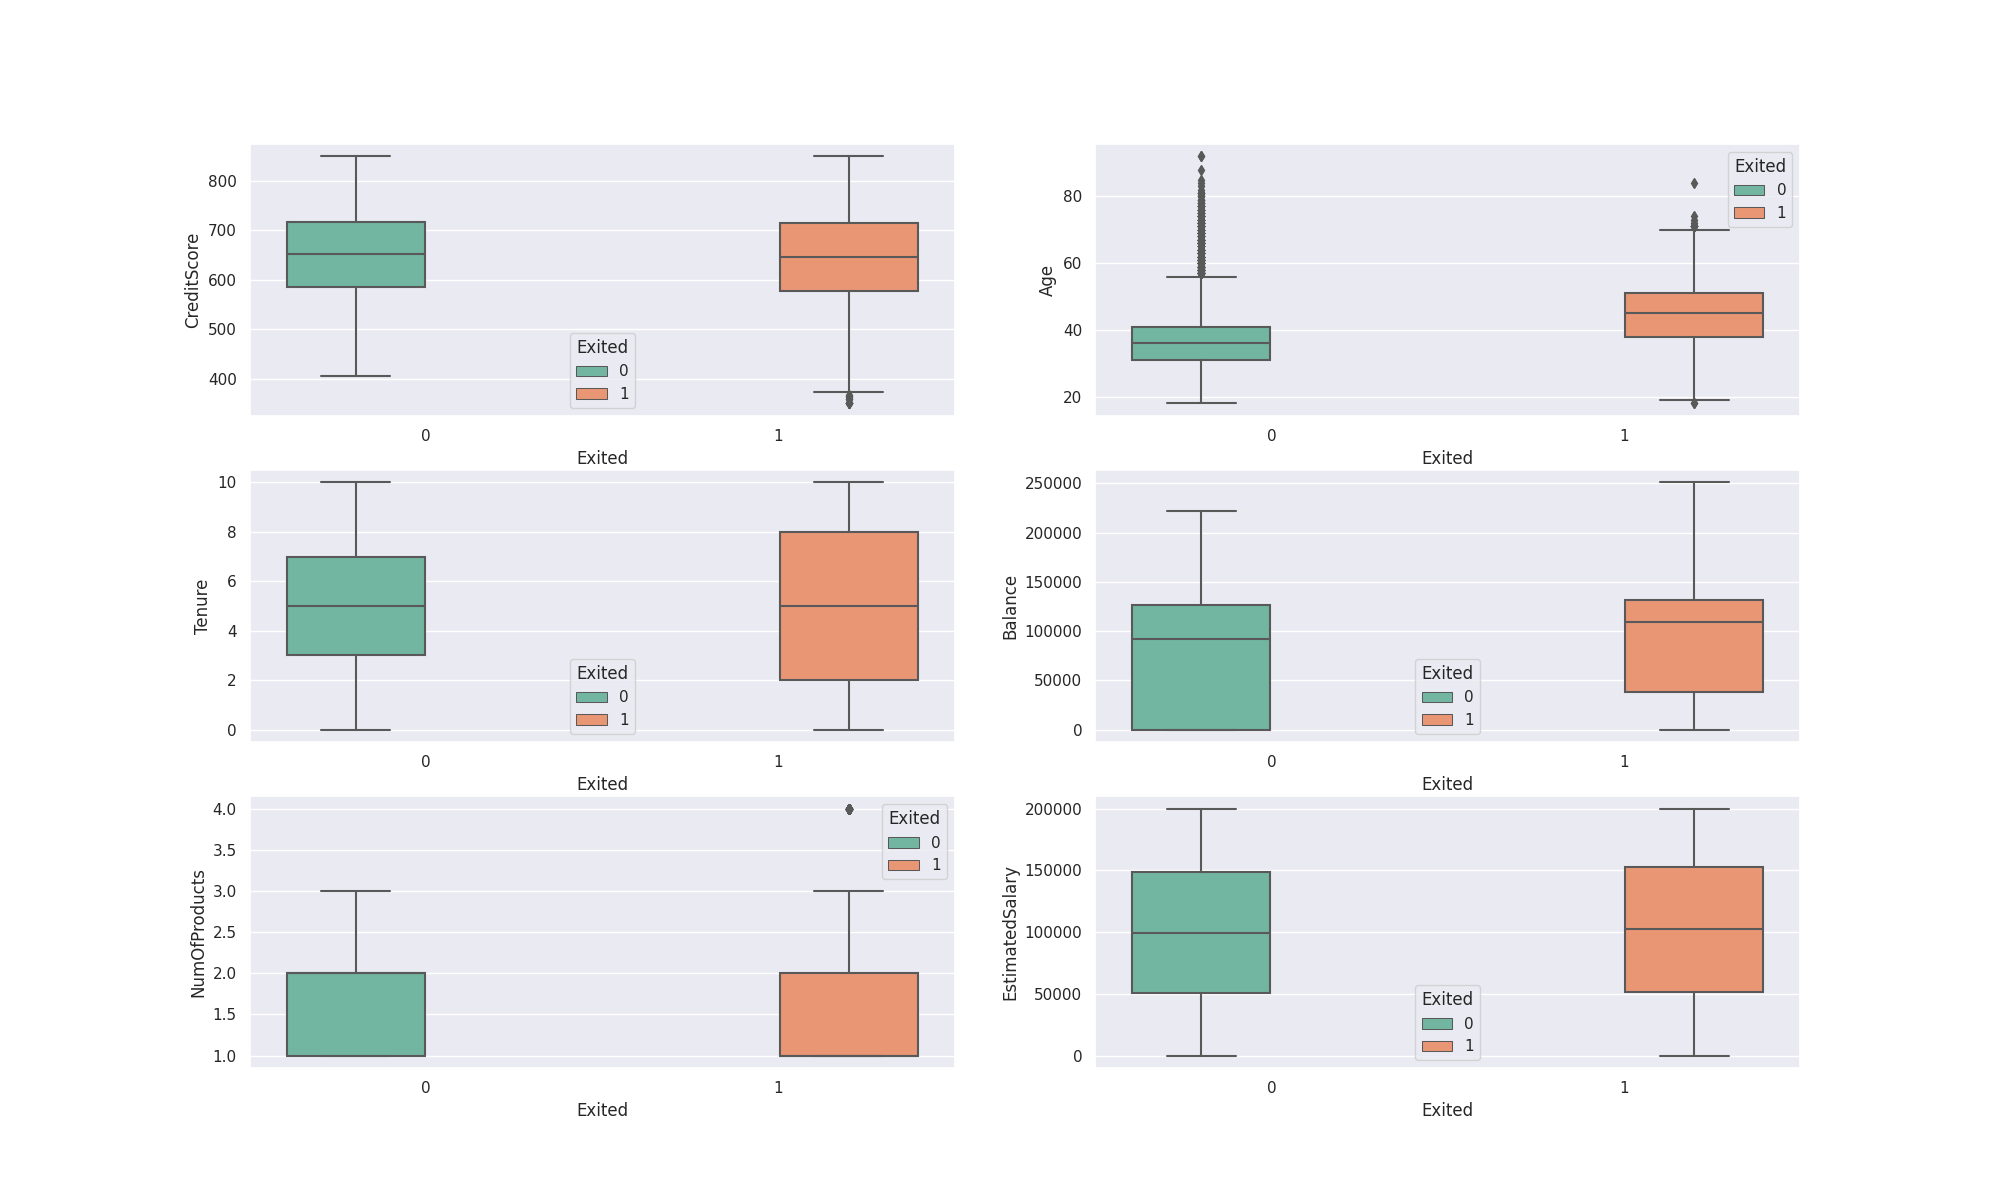 CreditScore
800
700
600
500
400
Exited
0
1
0 1
Exited
Age
80
60
40
20
Exited
0
1
0 1
Exited
Tenure
10
8
6
4
2
0
Exited
0
1
0 1
Exited
Balance
250000
200000
150000
100000
50000
0
Exited
0
1
0 1
Exited
NumOfProducts
4.0
3.5
3.0
2.5
2.0
1.5
1.0
Exited
0
1
0 1
Exited
EstimatedSalary
200000
150000
100000
50000
0
Exited
0
1
0 1
Exited